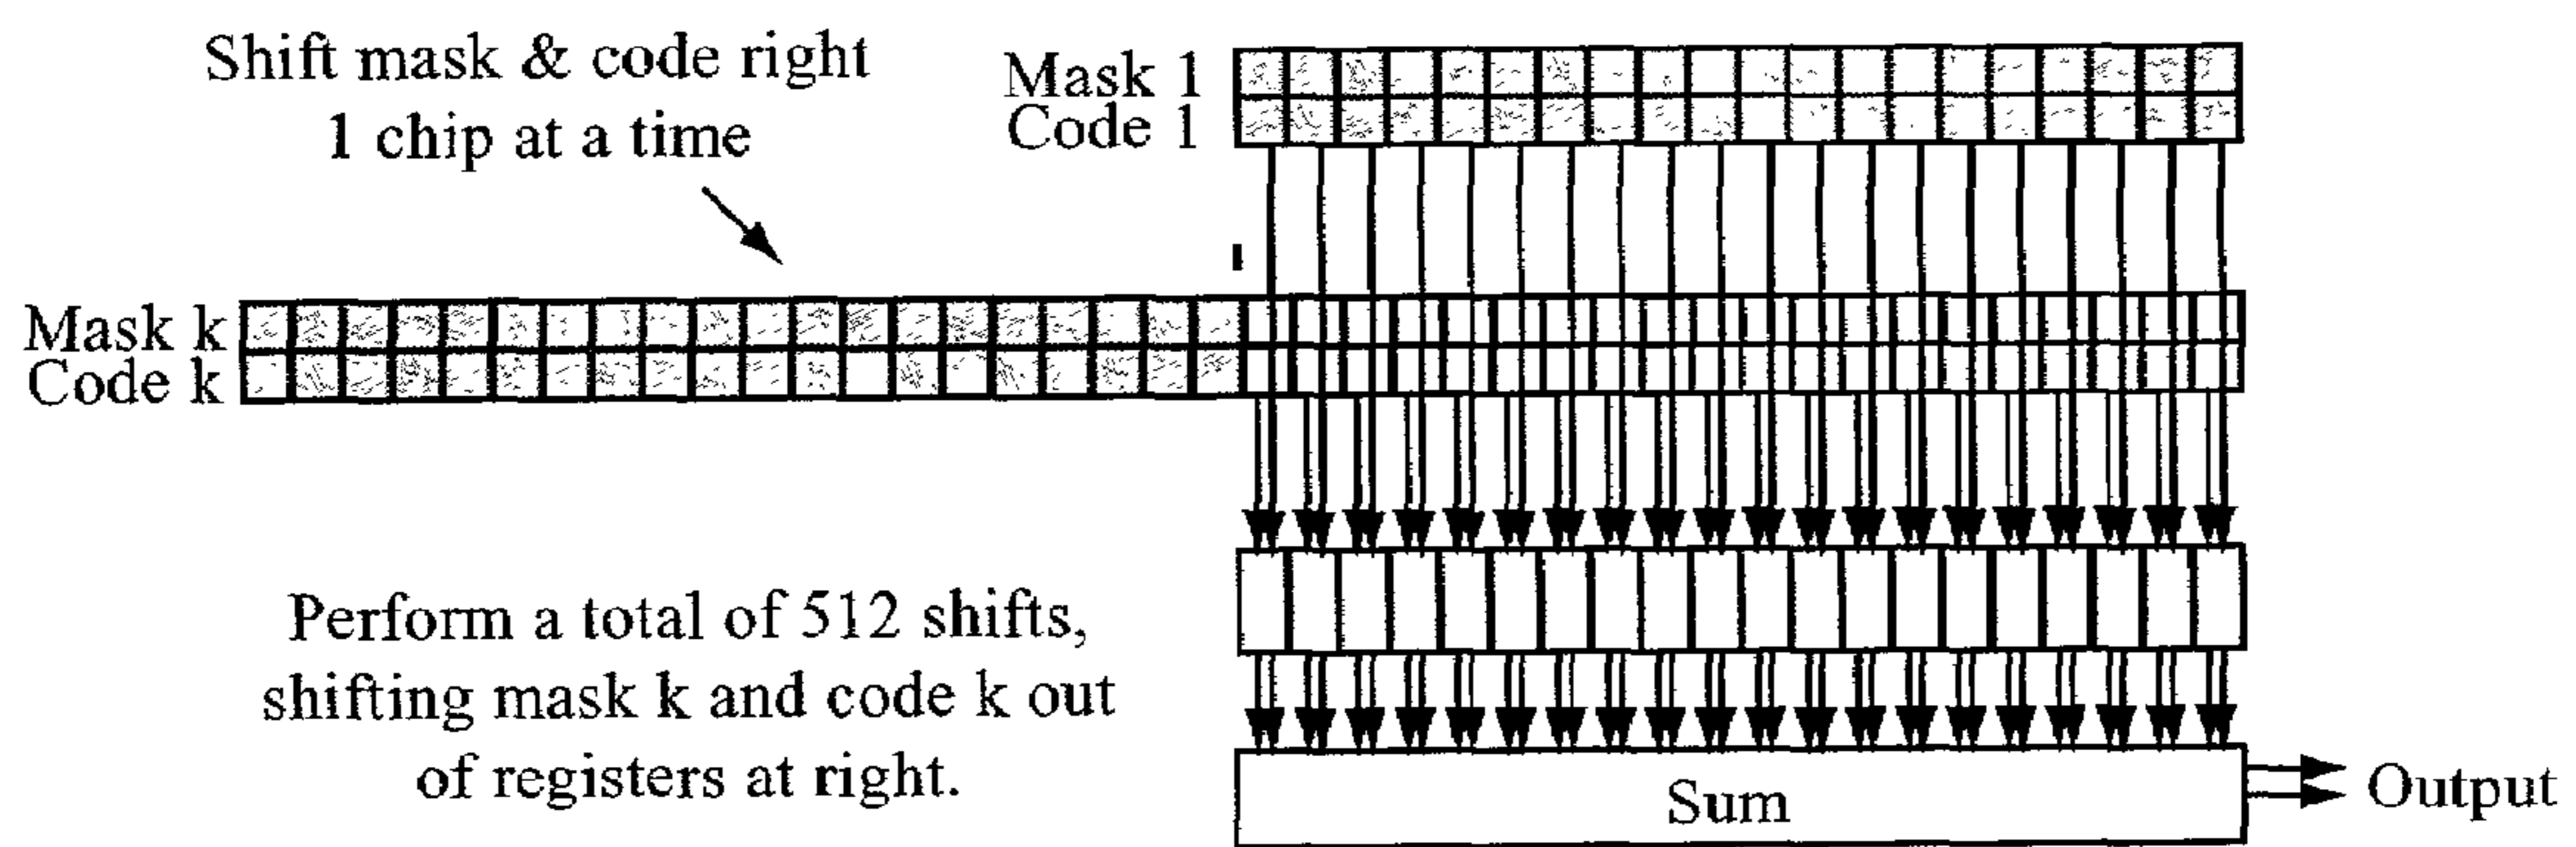 Shift mask & code right
1 chip at a time
Mask 1
Code 1
Mask k
Code k
Perform a total of 512 shifts,
shifting mask k and code k out
of registers at right.
Sum
Output